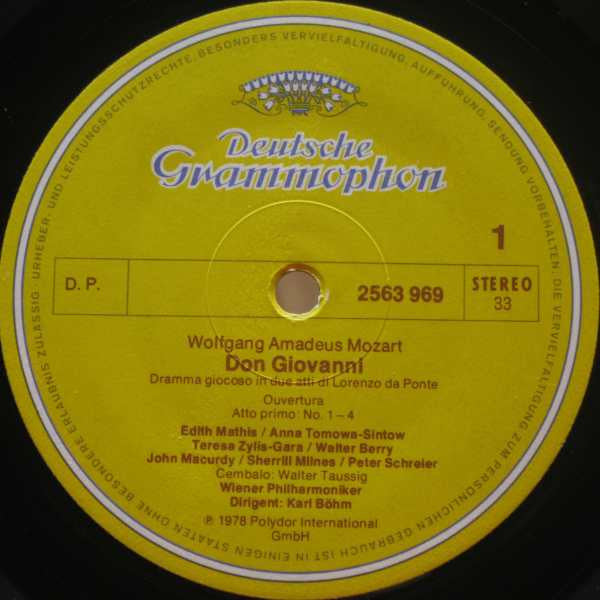 Deutsche
Grammophon
1
D. P.
2563 969
STEREO
33
Wolfgang Amadeus Mozart
Don Giovanni
Dramma giocoso in due atti di Lorenzo da Ponte
Ouvertura
Atto primo: No. 1 – 4
Edith Mathis / Anna Tomowa-Sintow
Teresa Zylis-Gara / Walter Berry
John Macurdy / Sherrill Milnes / Peter Schreier
Cembalo: Walter Taussig
Wiener Philharmoniker
Dirigent: Karl Böhm
℗ 1978 Polydor International
GmbH
URHEBER- UND LEISTUNGSSCHUTZRECHTE, BESONDERS VERVIELFÄLTIGUNG, AUFFÜHRUNG, SENDUNG VORBEHALTEN; DIE VERVIELFÄLTIGUNG ZUM PERSÖNLICHEN GEBRAUCH IST IN EINIGEN STAATEN OHNE BESONDERE ERLAUBNIS ZULÄSSIG ·